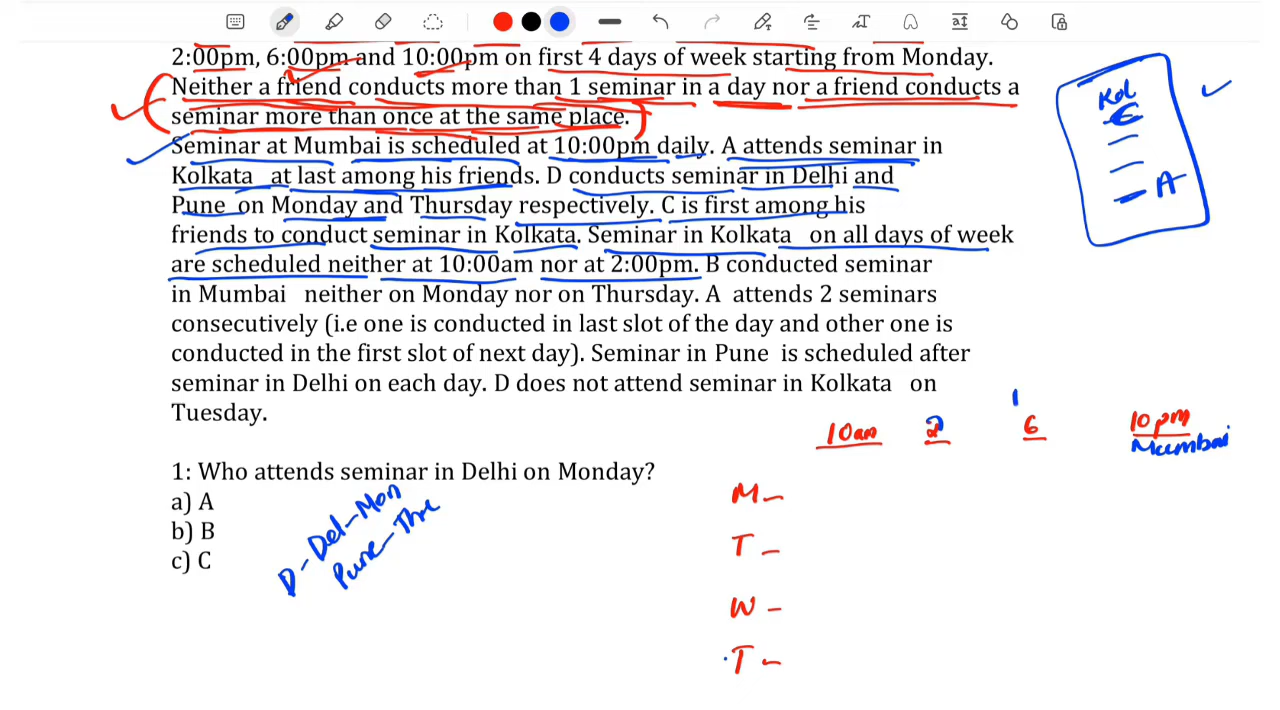 2:00pm, 6:00pm and 10:00pm on first 4 days of week starting from Monday.
Neither a friend conducts more than 1 seminar in a day nor a friend conducts a
seminar more than once at the same place.
Seminar at Mumbai is scheduled at 10:00pm daily. A attends seminar in
Kolkata at last among his friends. D conducts seminar in Delhi and
Pune on Monday and Thursday respectively. C is first among his
friends to conduct seminar in Kolkata. Seminar in Kolkata on all days of week
are scheduled neither at 10:00am nor at 2:00pm. B conducted seminar
in Mumbai neither on Monday nor on Thursday. A attends 2 seminars
consecutively (i.e one is conducted in last slot of the day and other one is
conducted in the first slot of next day). Seminar in Pune is scheduled after
seminar in Delhi on each day. D does not attend seminar in Kolkata on
Tuesday.
1: Who attends seminar in Delhi on Monday?
a) A
b) B
c) C
D - Del - Mon
Pune - Thu
Kol
C
A
10am 2 6 10pm
Mumbai
M -
T -
W -
T -